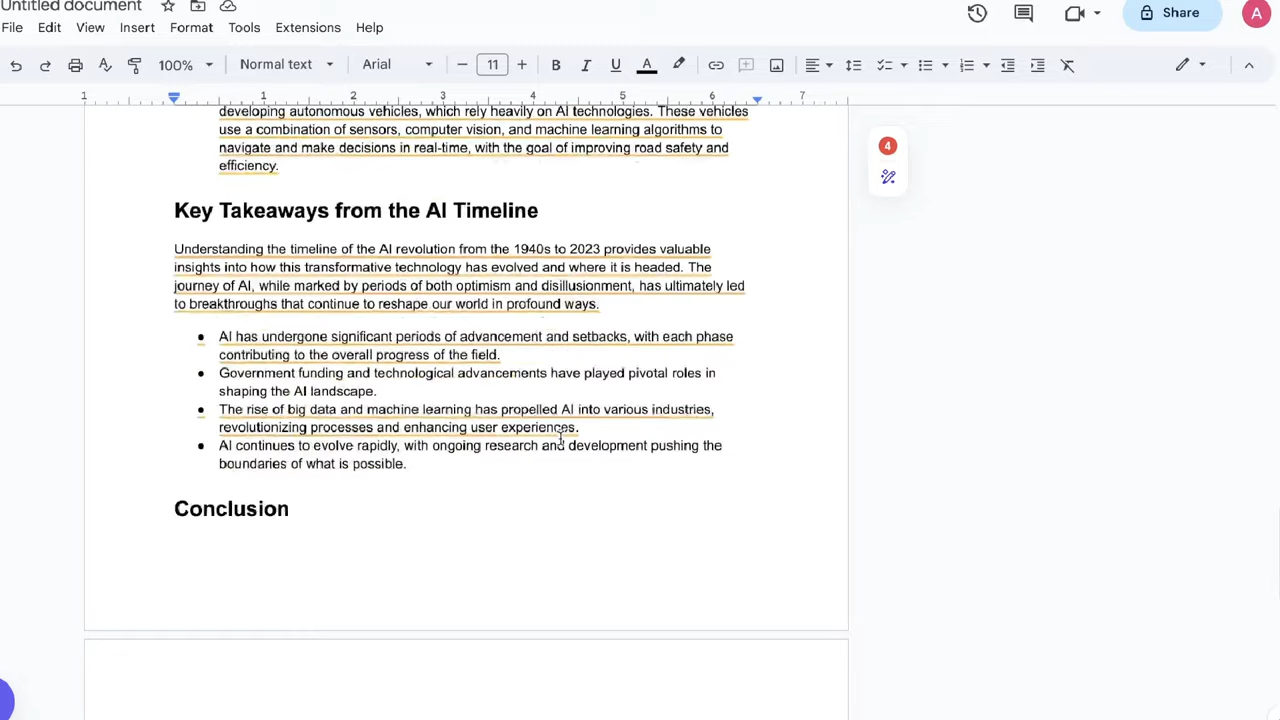 Untitled document
File Edit View Insert Format Tools Extensions Help
Share
A
100% Normal text Arial 11 B I U A
1 1 2 3 4 5 6 7
developing autonomous vehicles, which rely heavily on AI technologies. These vehicles
use a combination of sensors, computer vision, and machine learning algorithms to
navigate and make decisions in real-time, with the goal of improving road safety and
efficiency.
4
Key Takeaways from the AI Timeline
Understanding the timeline of the AI revolution from the 1940s to 2023 provides valuable
insights into how this transformative technology has evolved and where it is headed. The
journey of AI, while marked by periods of both optimism and disillusionment, has ultimately led
to breakthroughs that continue to reshape our world in profound ways.
● AI has undergone significant periods of advancement and setbacks, with each phase
contributing to the overall progress of the field.
● Government funding and technological advancements have played pivotal roles in
shaping the AI landscape.
● The rise of big data and machine learning has propelled AI into various industries,
revolutionizing processes and enhancing user experiences.
● AI continues to evolve rapidly, with ongoing research and development pushing the
boundaries of what is possible.
Conclusion